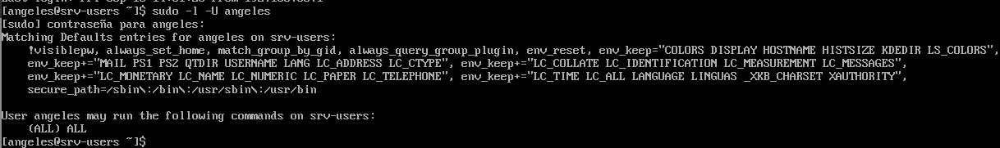 [angeles@srv-users ~]$ sudo -l -U angeles
[sudo] contraseña para angeles:
Matching Defaults entries for angeles on srv-users:
    !visiblepw, always_set_home, match_group_by_gid, always_query_group_plugin, env_reset, env_keep="COLORS DISPLAY HOSTNAME HISTSIZE KDEDIR LS_COLORS",
    env_keep+="MAIL PS1 PS2 QTDIR USERNAME LANG LC_ADDRESS LC_CTYPE", env_keep+="LC_COLLATE LC_IDENTIFICATION LC_MEASUREMENT LC_MESSAGES",
    env_keep+="LC_MONETARY LC_NAME LC_NUMERIC LC_PAPER LC_TELEPHONE", env_keep+="LC_TIME LC_ALL LANGUAGE LINGUAS _XKB_CHARSET XAUTHORITY",
    secure_path=/sbin\:/bin\:/usr/sbin\:/usr/bin

User angeles may run the following commands on srv-users:
    (ALL) ALL
[angeles@srv-users ~]$